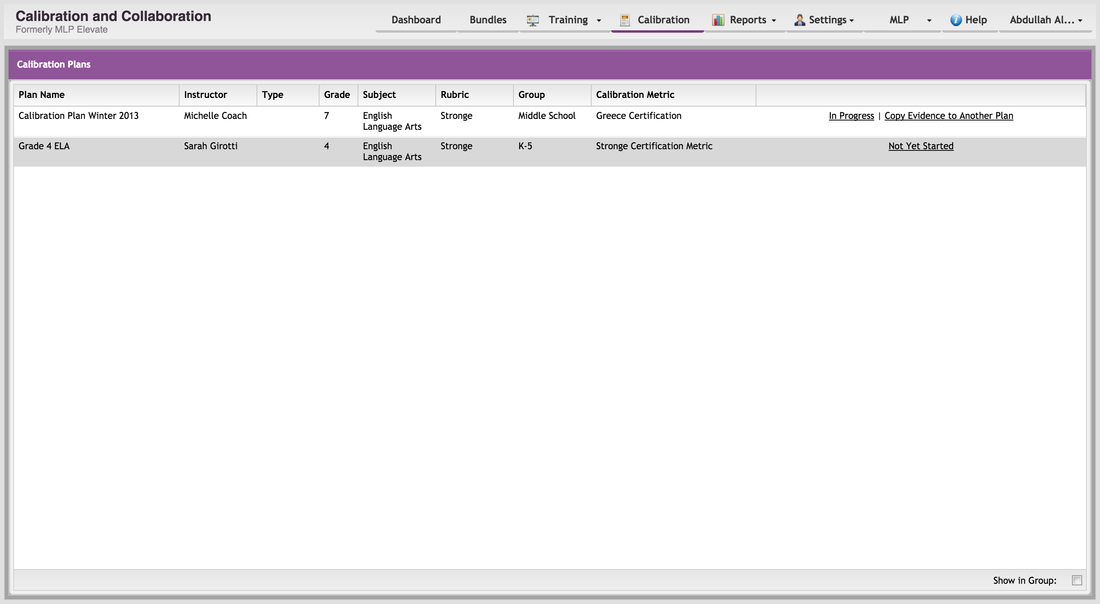 Calibration and Collaboration
Formerly MLP Elevate
Dashboard Bundles Training Calibration Reports Settings MLP Help Abdullah Al...
Calibration Plans
Plan Name Instructor Type Grade Subject Rubric Group Calibration Metric
Calibration Plan Winter 2013 Michelle Coach 7 English Stronge Middle School Greece Certification In Progress | Copy Evidence to Another Plan
Language Arts
Grade 4 ELA Sarah Girotti 4 English Stronge K-5 Stronge Certification Metric Not Yet Started
Language Arts
Show in Group: